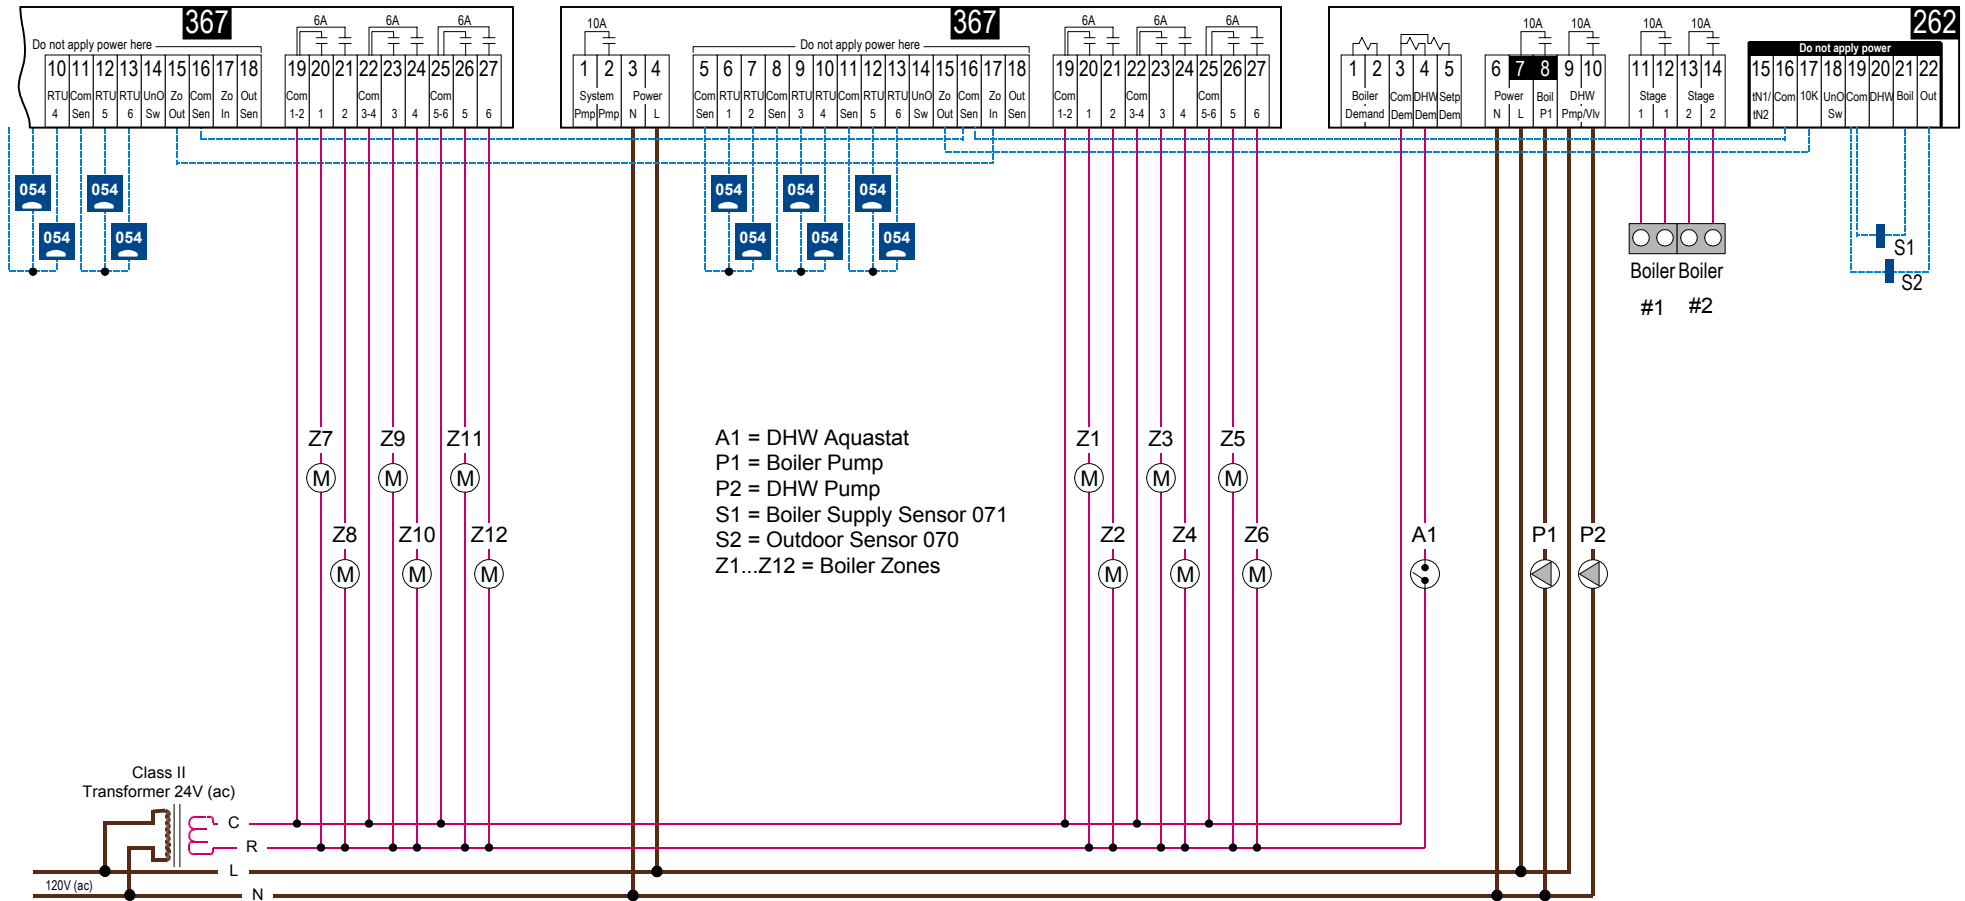 367
6A 6A 6A
Do not apply power here
10 11 12 13 14 15 16 17 18
RTU Com RTU RTU UnO Zo Com Zo Out
4 Sen 5 6 Sw Out Sen In Sen
19 20 21 22 23 24 25 26 27
Com Com Com
1-2 1 2 3-4 3 4 5-6 5 6
367
10A
1 2 3 4
System Power
Pmp Pmp N L
Do not apply power here
5 6 7 8 9 10 11 12 13 14 15 16 17 18
Com RTU RTU Com RTU RTU Com RTU RTU UnO Zo Com Zo Out
Sen 1 2 Sen 3 4 Sen 5 6 Sw Out Sen In Sen
6A 6A 6A
19 20 21 22 23 24 25 26 27
Com Com Com
1-2 1 2 3-4 3 4 5-6 5 6
262
1 2 3 4 5
Boiler Com DHW Setp
Demand Dem Dem Dem
10A 10A
6 7 8 9 10
Power Boil DHW
N L P1 Pmp/Vlv
10A 10A
11 12 13 14
Stage Stage
1 1 2 2
Do not apply power
15 16 17 18 19 20 21 22
tN1/ Com 10K UnO Com DHW Boil Out
tN2 Sw
054 054 054 054 054
054 054 054 054 054
S1
S2
Boiler Boiler
#1 #2
Z7 Z9 Z11
M M M
Z8 Z10 Z12
M M M
A1 = DHW Aquastat
P1 = Boiler Pump
P2 = DHW Pump
S1 = Boiler Supply Sensor 071
S2 = Outdoor Sensor 070
Z1...Z12 = Boiler Zones
Z1 Z3 Z5
M M M
Z2 Z4 Z6
M M M
A1 P1 P2
Class II
Transformer 24V (ac)
C
R
L
120V (ac)
N